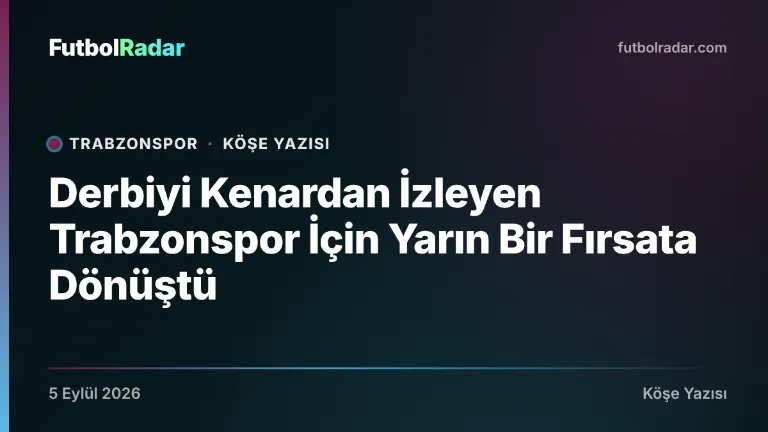 FutbolRadar
futbolradar.com
TRABZONSPOR · KÖŞE YAZISI
Derbiyi Kenardan İzleyen
Trabzonspor İçin Yarın Bir Fırsata
Dönüştü
5 Eylül 2026
Köşe Yazısı